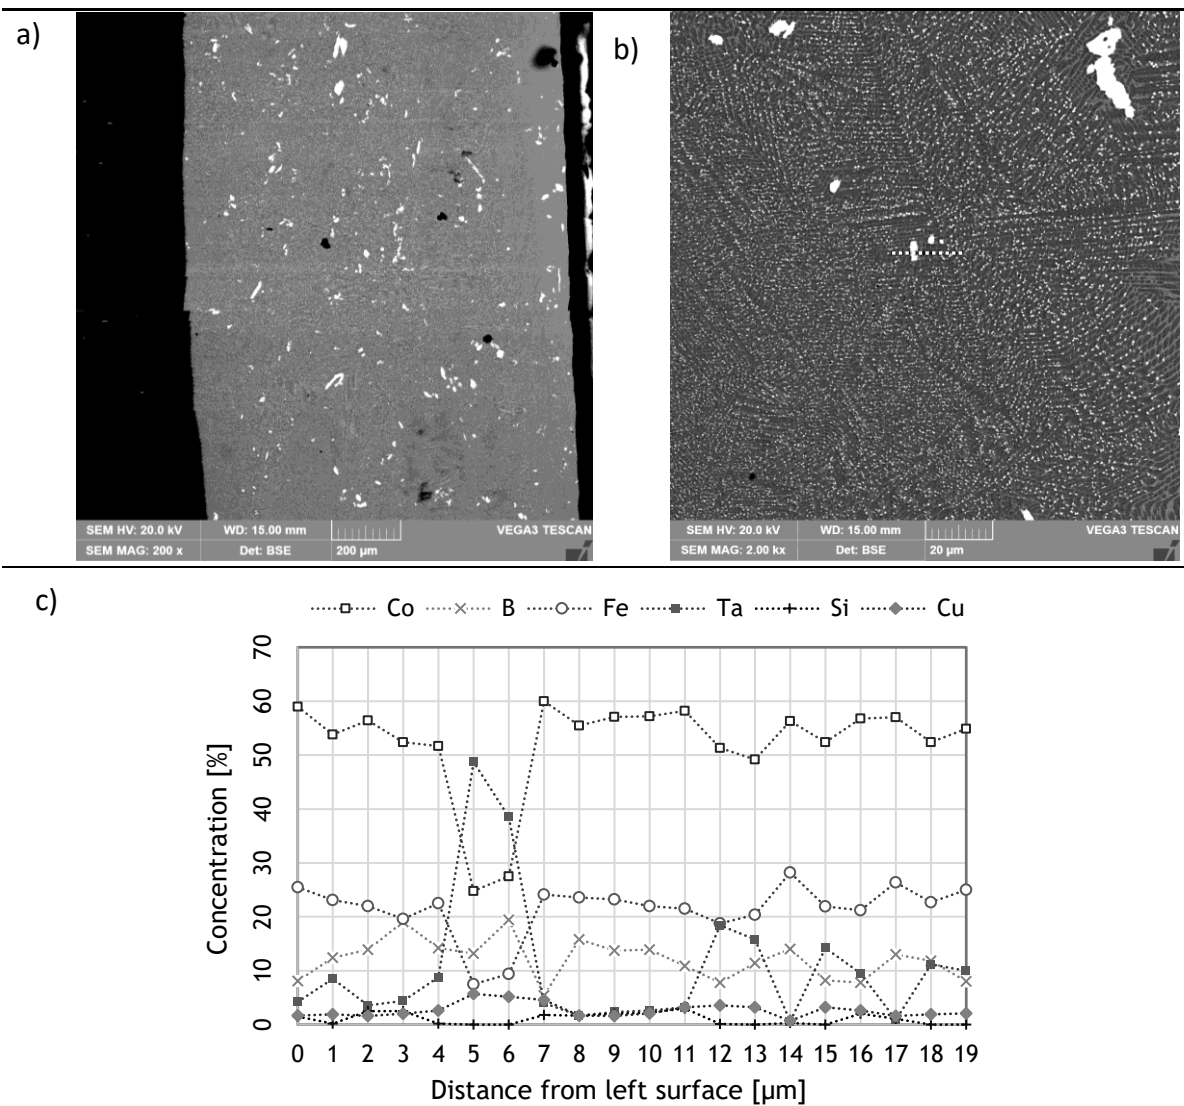 a)
b)
SEM HV: 20.0 kV WD: 15.00 mm VEGA3 TESCAN
SEM MAG: 200 x Det: BSE 200 µm
SEM HV: 20.0 kV WD: 15.00 mm VEGA3 TESCAN
SEM MAG: 2.00 kx Det: BSE 20 µm
c)
Co B Fe Ta Si Cu
Concentration [%]
70
60
50
40
30
20
10
0
0 1 2 3 4 5 6 7 8 9 10 11 12 13 14 15 16 17 18 19
Distance from left surface [µm]